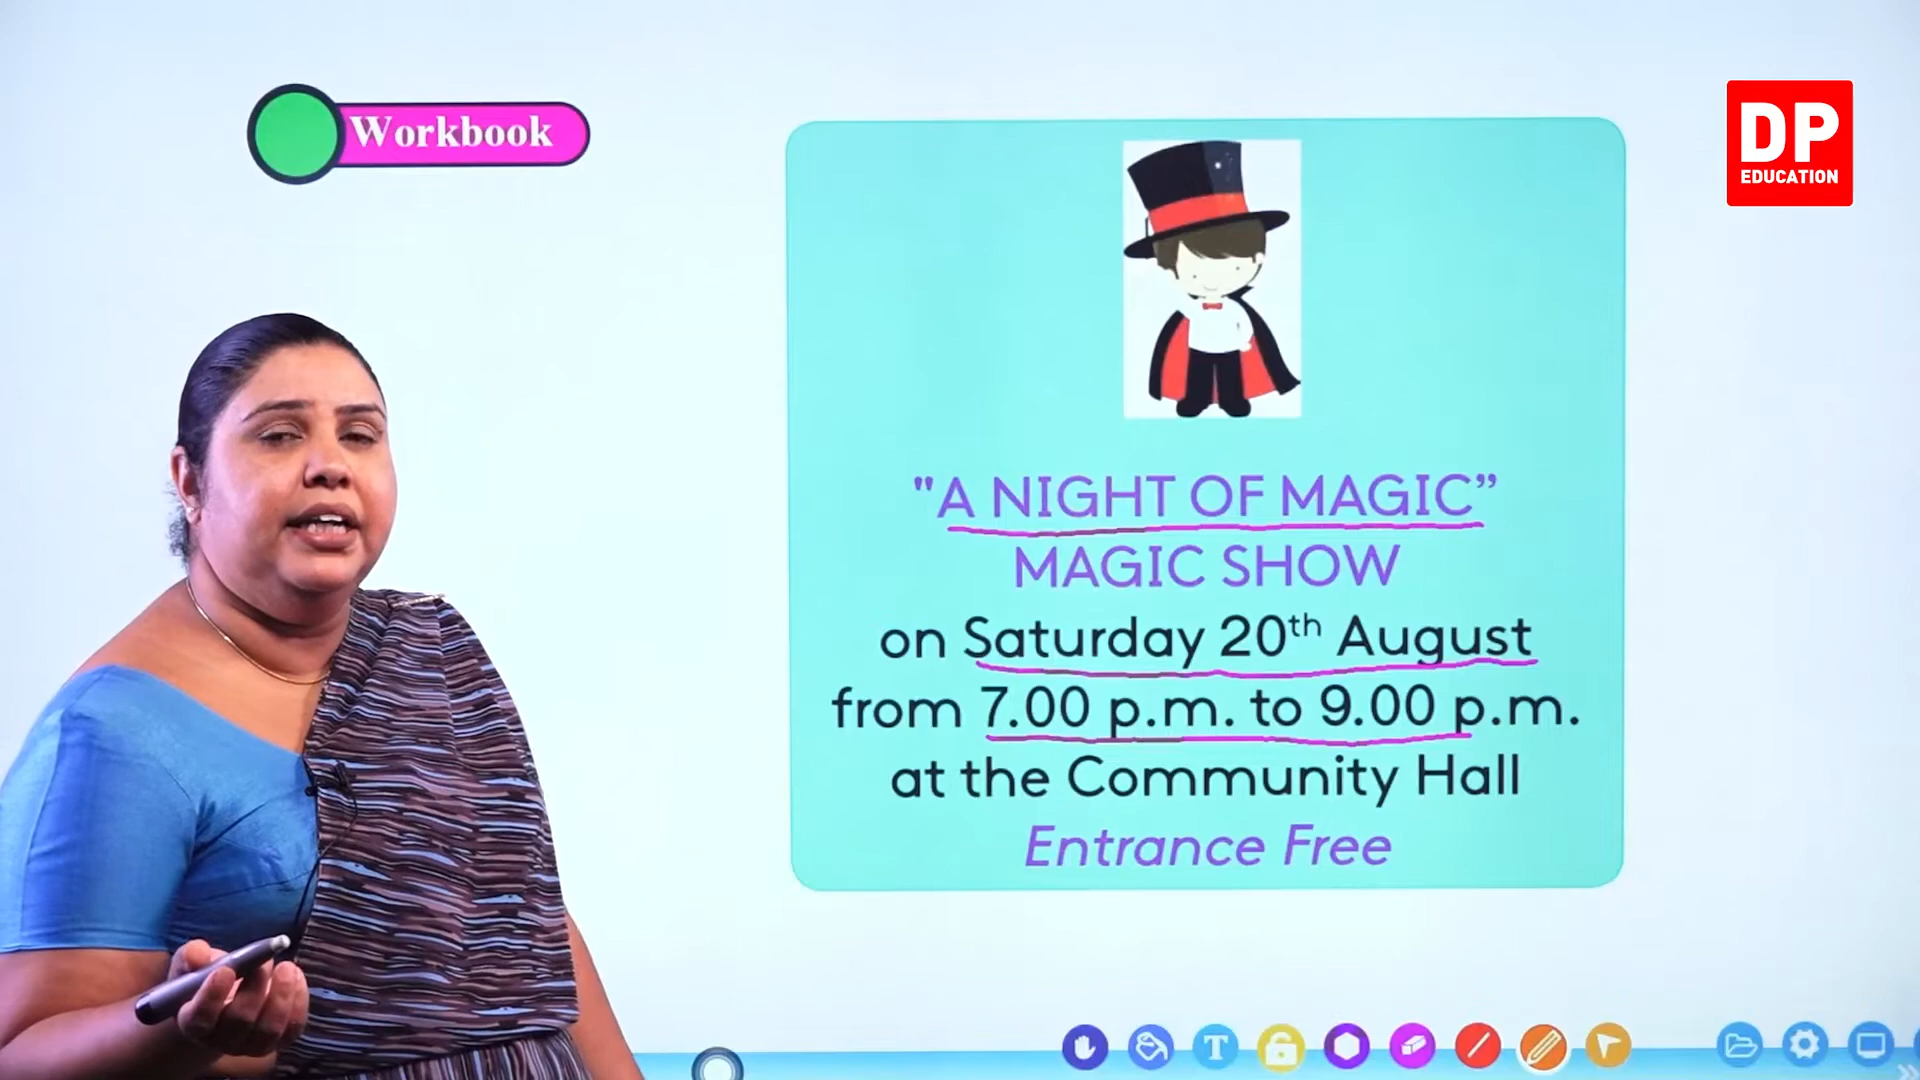 Workbook
DP
EDUCATION
"A NIGHT OF MAGIC”
MAGIC SHOW
on Saturday 20th August
from 7.00 p.m. to 9.00 p.m.
at the Community Hall
Entrance Free
T